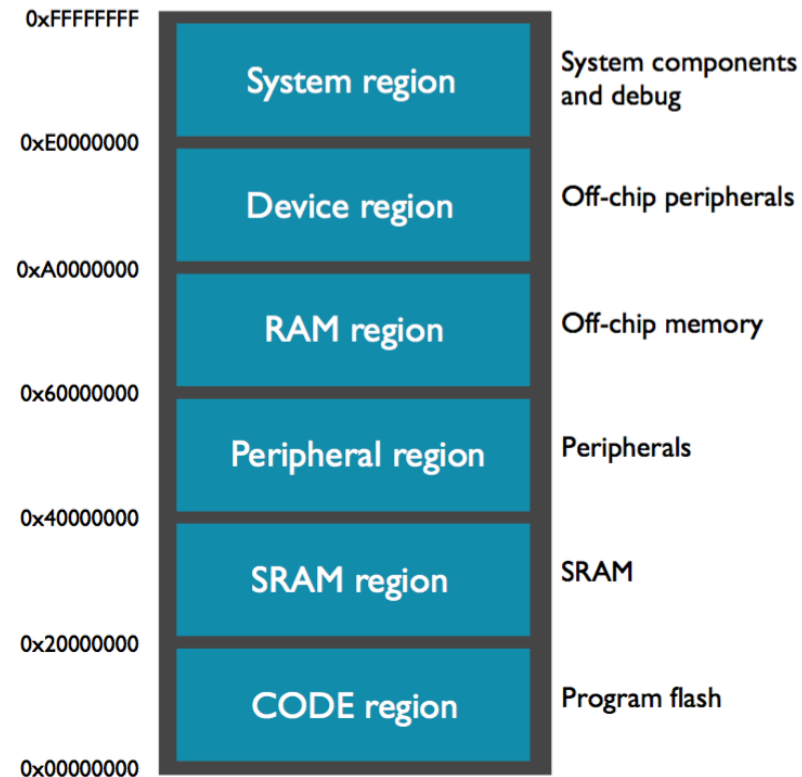 0xFFFFFFFF
System region
System components
and debug
0xE0000000
Device region
Off-chip peripherals
0xA0000000
RAM region
Off-chip memory
0x60000000
Peripheral region
Peripherals
0x40000000
SRAM region
SRAM
0x20000000
CODE region
Program flash
0x00000000